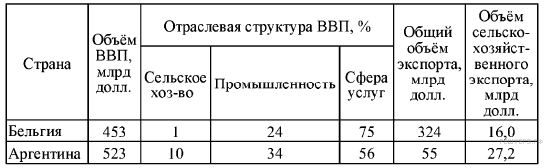 Страна
Объём ВВП, млрд долл.
Отраслевая структура ВВП, %
Сельское хоз-во
Промышленность
Сфера услуг
Общий объём экспорта, млрд долл.
Объём сельско-хозяйст-венного экспорта, млрд долл.
Бельгия 453 1 24 75 324 16,0
Аргентина 523 10 34 56 55 27,2